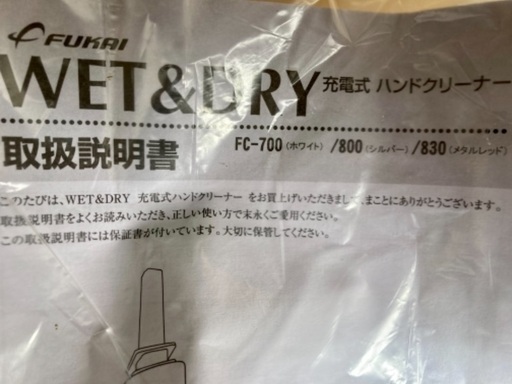 FUKAI
WET&DRY 充電式 ハンドクリーナー
取扱説明書 FC-700(ホワイト)/800(シルバー)/830(メタルレッド)
このたびは、WET&DRY 充電式ハンドクリーナー をお買上げいただきまして、まことにありがとうございます。
取扱説明書をよくお読みいただき、正しい使い方で末永くご愛用ください。
この取扱説明書には保証書が付いています。大切に保管してください。